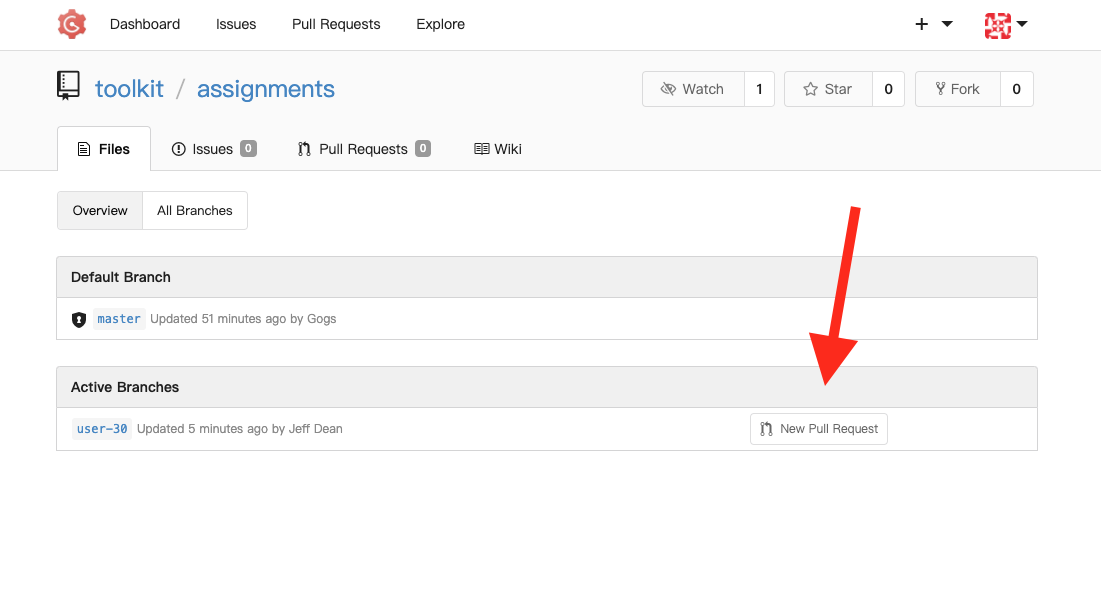 Dashboard Issues Pull Requests Explore
toolkit / assignments
Watch 1 Star 0 Fork 0
Files Issues 0 Pull Requests 0 Wiki
Overview All Branches
Default Branch
master Updated 51 minutes ago by Gogs
Active Branches
user-30 Updated 5 minutes ago by Jeff Dean New Pull Request